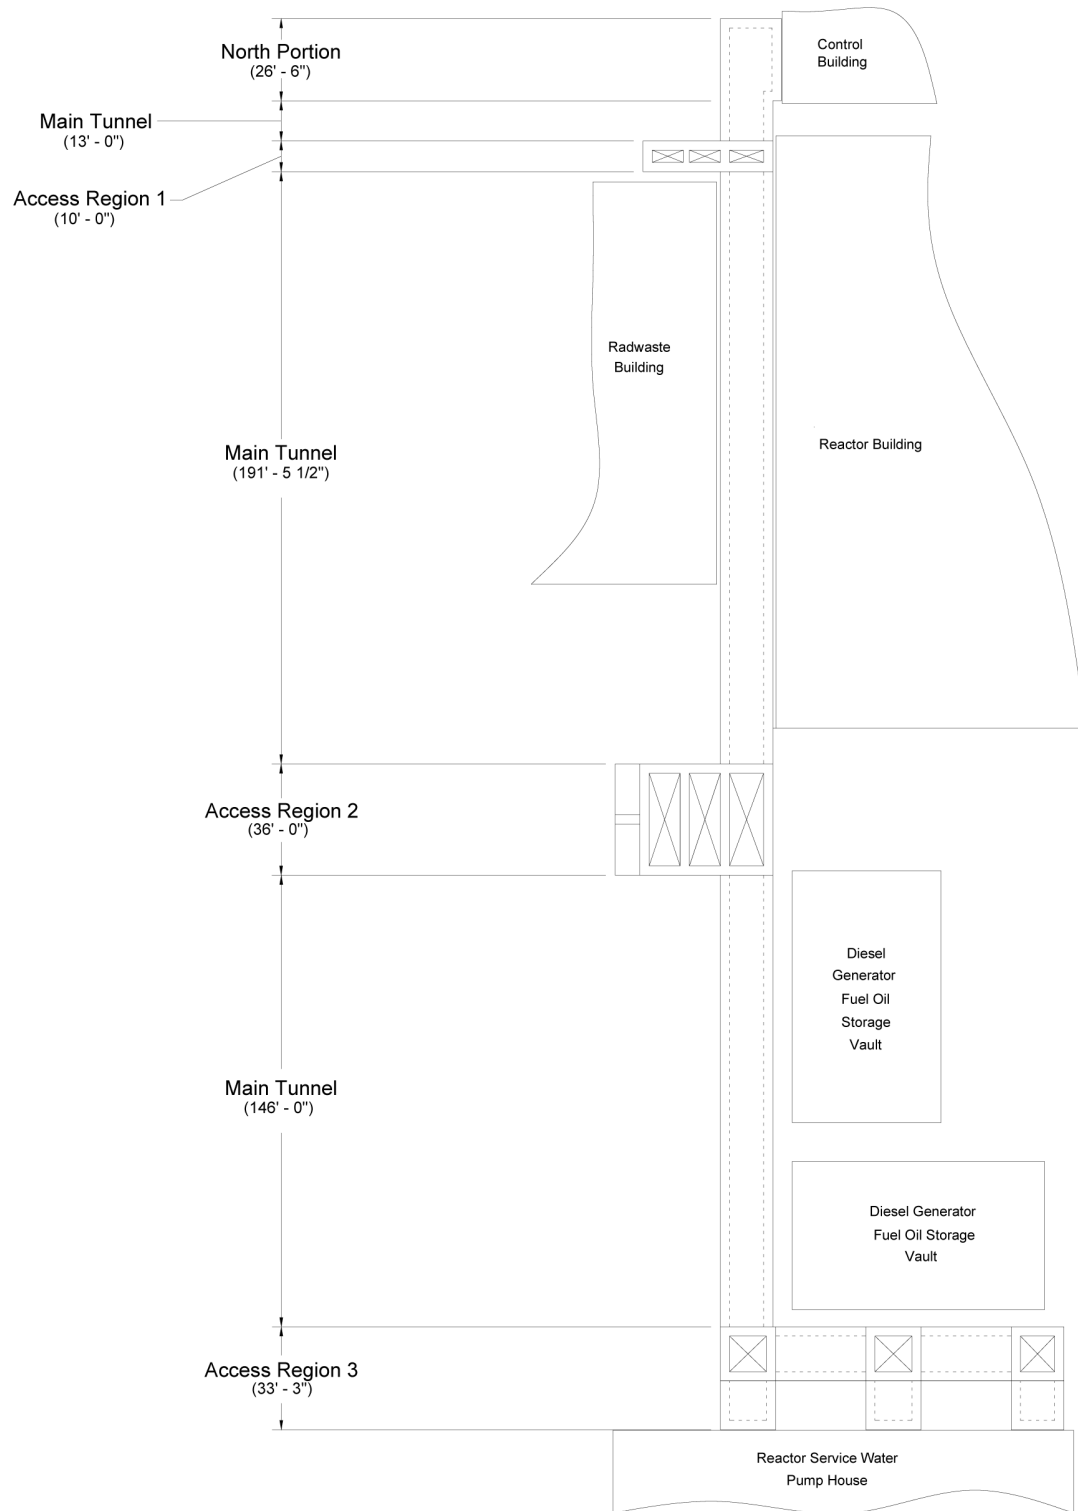 North Portion
(26' - 6")
Control
Building
Main Tunnel
(13' - 0")
Access Region 1
(10' - 0")
Radwaste
Building
Reactor Building
Main Tunnel
(191' - 5 1/2")
Access Region 2
(36' - 0")
Diesel
Generator
Fuel Oil
Storage
Vault
Main Tunnel
(146' - 0")
Diesel Generator
Fuel Oil Storage
Vault
Access Region 3
(33' - 3")
Reactor Service Water
Pump House